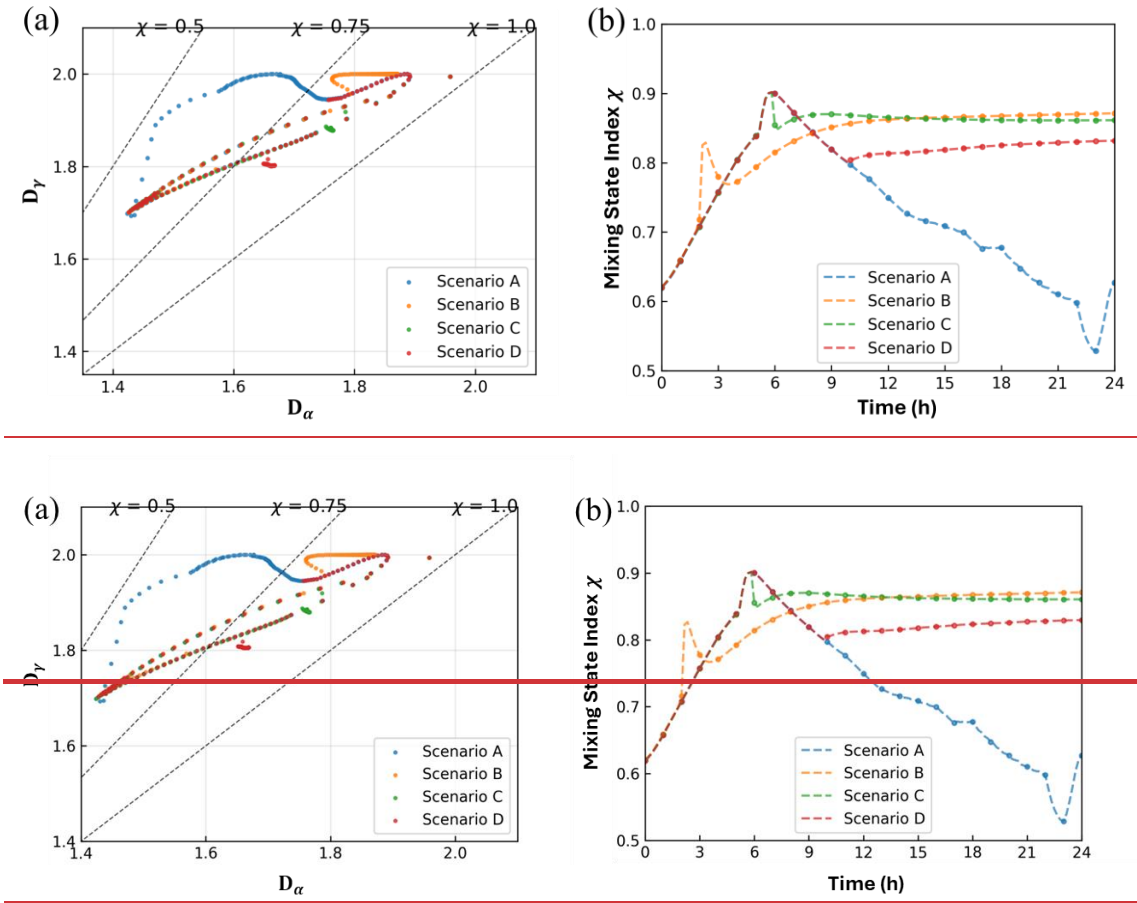 (a)
χ = 0.5
χ = 0.75
χ = 1.0
2.0
1.8
1.6
1.4
Dγ
1.4
1.6
1.8
2.0
Dα
Scenario A
Scenario B
Scenario C
Scenario D
(b)
1.0
0.9
0.8
0.7
0.6
0.5
Mixing State Index χ
0
3
6
9
12
15
18
21
24
Time (h)
Scenario A
Scenario B
Scenario C
Scenario D
(a)
χ = 0.5
χ = 0.75
χ = 1.0
2.0
1.8
1.6
1.4
Dγ
1.4
1.6
1.8
2.0
Dα
Scenario A
Scenario B
Scenario C
Scenario D
(b)
1.0
0.9
0.8
0.7
0.6
0.5
Mixing State Index χ
0
3
6
9
12
15
18
21
24
Time (h)
Scenario A
Scenario B
Scenario C
Scenario D